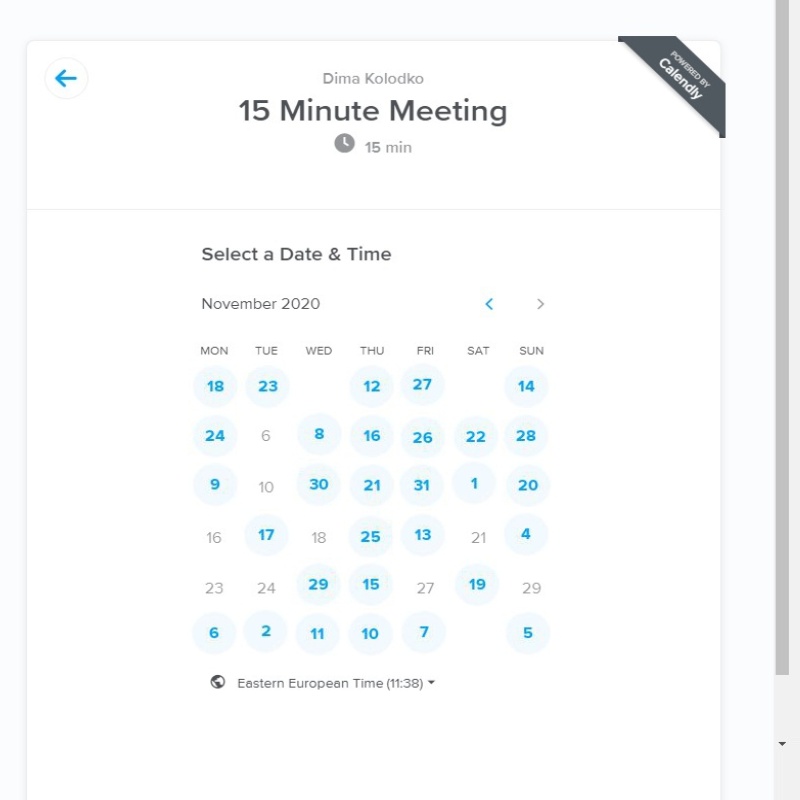 POWERED BY
Calendly
Dima Kolodko
15 Minute Meeting
15 min
Select a Date & Time
November 2020
MON TUE WED THU FRI SAT SUN
18 23 12 27 14
24 6 8 16 26 22 28
9 10 30 21 31 1 20
16 17 18 25 13 21 4
23 24 29 15 27 19 29
6 2 11 10 7 5
Eastern European Time (11:38)